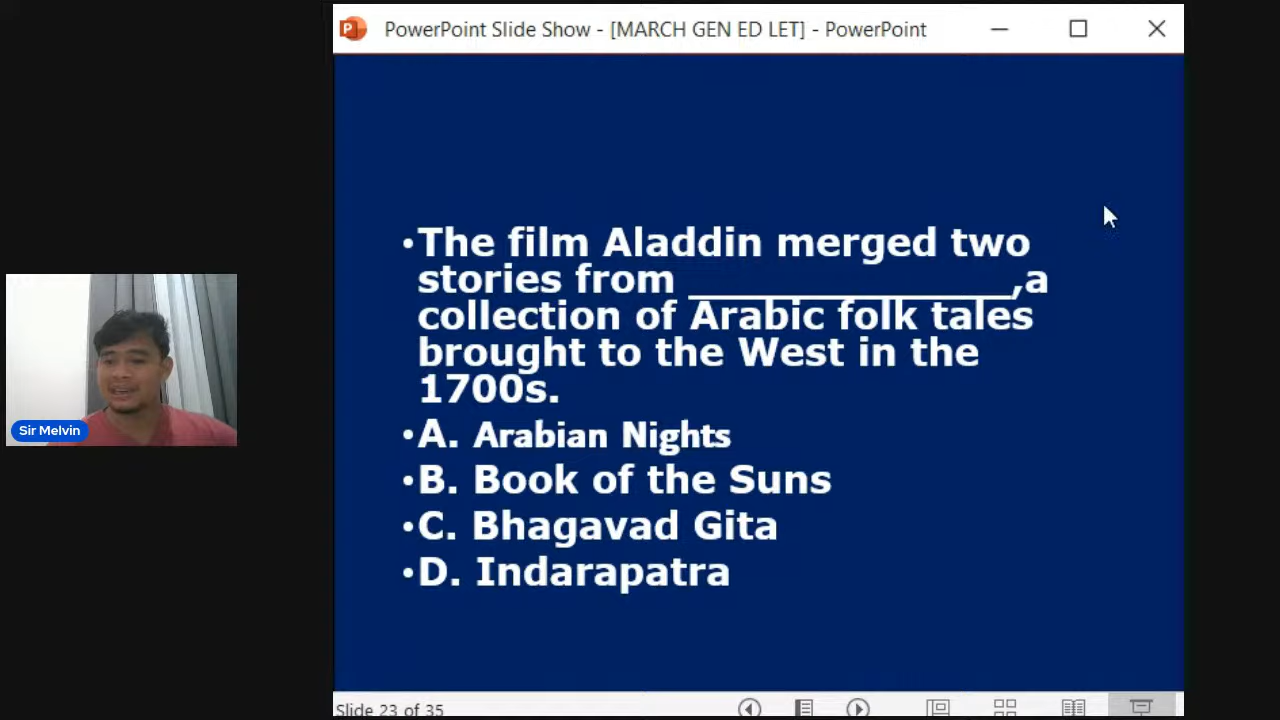 PowerPoint Slide Show - [MARCH GEN ED LET] - PowerPoint
•The film Aladdin merged two
stories from ________________,a
collection of Arabic folk tales
brought to the West in the
1700s.
•A. Arabian Nights
•B. Book of the Suns
•C. Bhagavad Gita
•D. Indarapatra
Sir Melvin
Slide 23 of 35